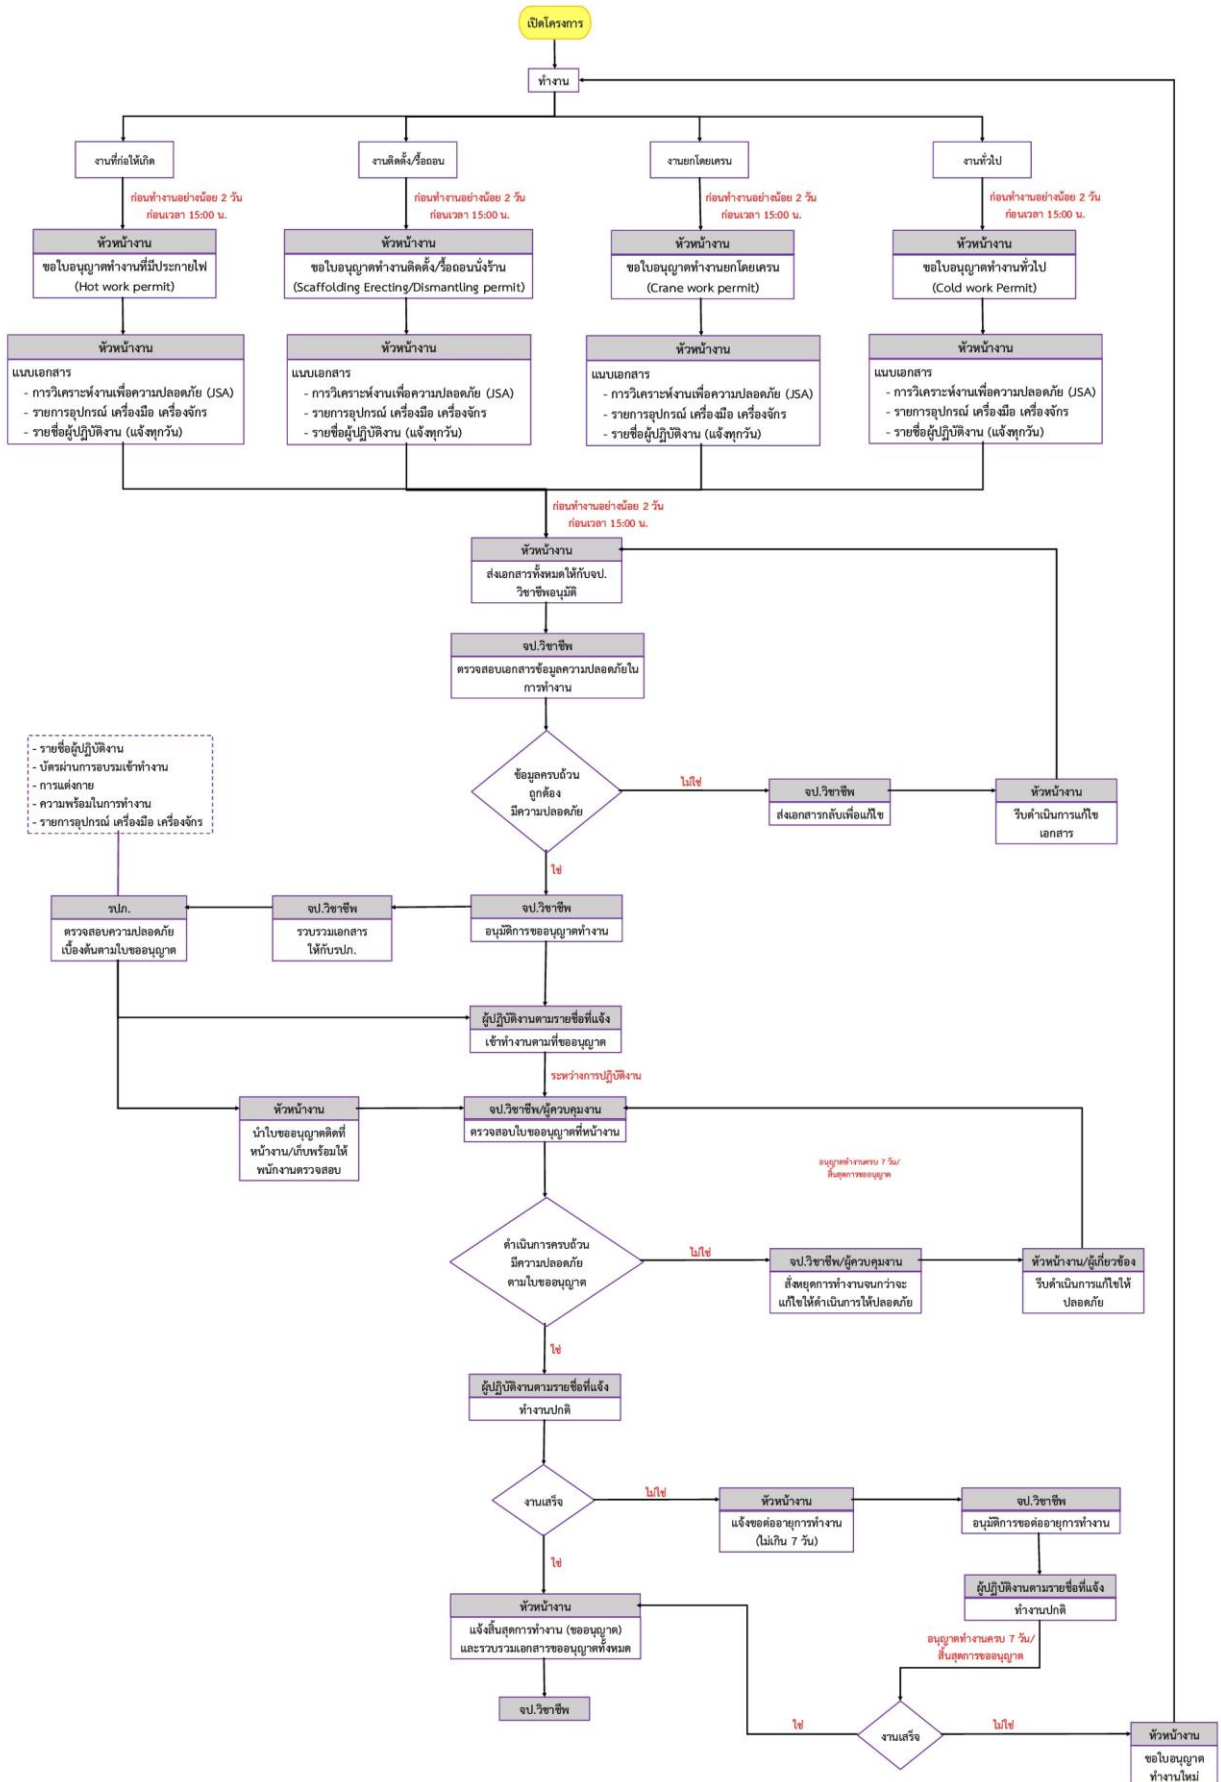 เปิดโครงการ
ทำงาน
งานที่ก่อให้เกิด
งานติดตั้ง/รื้อถอน
งานยกโดยเครน
งานทั่วไป
ก่อนทำงานอย่างน้อย 2 วัน
ก่อนเวลา 15:00 น.
ก่อนทำงานอย่างน้อย 2 วัน
ก่อนเวลา 15:00 น.
ก่อนทำงานอย่างน้อย 2 วัน
ก่อนเวลา 15:00 น.
ก่อนทำงานอย่างน้อย 2 วัน
ก่อนเวลา 15:00 น.
หัวหน้างาน
ขอใบอนุญาตทำงานที่มีประกายไฟ
(Hot work permit)
หัวหน้างาน
ขอใบอนุญาตทำงานติดตั้ง/รื้อถอนนั่งร้าน
(Scaffolding Erecting/Dismantling permit)
หัวหน้างาน
ขอใบอนุญาตทำงานยกโดยเครน
(Crane work permit)
หัวหน้างาน
ขอใบอนุญาตทำงานทั่วไป
(Cold work Permit)
หัวหน้างาน
แนบเอกสาร
- การวิเคราะห์งานเพื่อความปลอดภัย (JSA)
- รายการอุปกรณ์ เครื่องมือ เครื่องจักร
- รายชื่อผู้ปฏิบัติงาน (แจ้งทุกวัน)
หัวหน้างาน
แนบเอกสาร
- การวิเคราะห์งานเพื่อความปลอดภัย (JSA)
- รายการอุปกรณ์ เครื่องมือ เครื่องจักร
- รายชื่อผู้ปฏิบัติงาน (แจ้งทุกวัน)
หัวหน้างาน
แนบเอกสาร
- การวิเคราะห์งานเพื่อความปลอดภัย (JSA)
- รายการอุปกรณ์ เครื่องมือ เครื่องจักร
- รายชื่อผู้ปฏิบัติงาน (แจ้งทุกวัน)
หัวหน้างาน
แนบเอกสาร
- การวิเคราะห์งานเพื่อความปลอดภัย (JSA)
- รายการอุปกรณ์ เครื่องมือ เครื่องจักร
- รายชื่อผู้ปฏิบัติงาน (แจ้งทุกวัน)
ก่อนทำงานอย่างน้อย 2 วัน
ก่อนเวลา 15:00 น.
หัวหน้างาน
ส่งเอกสารทั้งหมดให้กับจป.
วิชาชีพอนุมัติ
จป.วิชาชีพ
ตรวจสอบเอกสารข้อมูลความปลอดภัยใน
การทำงาน
- รายชื่อผู้ปฏิบัติงาน
- บัตรผ่านการอบรมเข้าทำงาน
- การแต่งกาย
- ความพร้อมในการทำงาน
- รายการอุปกรณ์ เครื่องมือ เครื่องจักร
ข้อมูลครบถ้วน
ถูกต้อง
มีความปลอดภัย
ไม่ใช่
จป.วิชาชีพ
ส่งเอกสารกลับเพื่อแก้ไข
หัวหน้างาน
รีบดำเนินการแก้ไข
เอกสาร
ใช่
รปภ.
ตรวจสอบความปลอดภัย
เบื้องต้นตามใบขออนุญาต
จป.วิชาชีพ
รวบรวมเอกสาร
ให้กับรปภ.
จป.วิชาชีพ
อนุมัติการขออนุญาตทำงาน
ผู้ปฏิบัติงานตามรายชื่อที่แจ้ง
เข้าทำงานตามที่ขออนุญาต
ระหว่างการปฏิบัติงาน
หัวหน้างาน
นำใบขออนุญาตติดที่
หน้างาน/เก็บพร้อมให้
พนักงานตรวจสอบ
จป.วิชาชีพ/ผู้ควบคุมงาน
ตรวจสอบใบขออนุญาตที่หน้างาน
อนุญาตทำงานครบ 7 วัน/
สิ้นสุดการขออนุญาต
ดำเนินการครบถ้วน
มีความปลอดภัย
ตามใบขออนุญาต
ไม่ใช่
จป.วิชาชีพ/ผู้ควบคุมงาน
สั่งหยุดการทำงานจนกว่าจะ
แก้ไขให้ดำเนินการให้ปลอดภัย
หัวหน้างาน/ผู้เกี่ยวข้อง
รีบดำเนินการแก้ไขให้
ปลอดภัย
ใช่
ผู้ปฏิบัติงานตามรายชื่อที่แจ้ง
ทำงานปกติ
งานเสร็จ
ไม่ใช่
หัวหน้างาน
แจ้งขอต่ออายุการทำงาน
(ไม่เกิน 7 วัน)
จป.วิชาชีพ
อนุมัติการขอต่ออายุการทำงาน
ใช่
ผู้ปฏิบัติงานตามรายชื่อที่แจ้ง
ทำงานปกติ
หัวหน้างาน
แจ้งสิ้นสุดการทำงาน (ขออนุญาต)
และรวบรวมเอกสารขออนุญาตทั้งหมด
อนุญาตทำงานครบ 7 วัน/
สิ้นสุดการขออนุญาต
จป.วิชาชีพ
ใช่
งานเสร็จ
ไม่ใช่
หัวหน้างาน
ขอใบอนุญาต
ทำงานใหม่